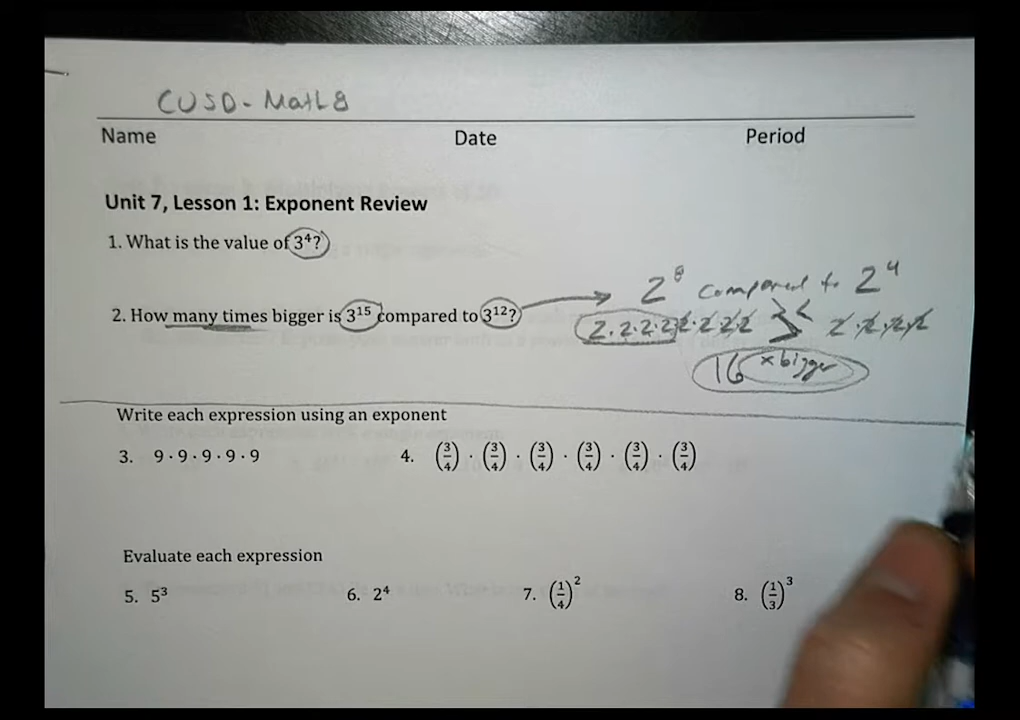 CUSD- Math 8
Name Date Period
Unit 7, Lesson 1: Exponent Review
1. What is the value of 3⁴?
2⁸ compared to 2⁴
2. How many times bigger is 3¹⁵ compared to 3¹²?
2·2·2·2·2·2·2·2 2·2·2·2
16 × bigger
Write each expression using an exponent
3. 9 · 9 · 9 · 9 · 9 4. (3/4) · (3/4) · (3/4) · (3/4) · (3/4) · (3/4)
Evaluate each expression
5. 5³ 6. 2⁴ 7. (1/4)² 8. (1/3)³